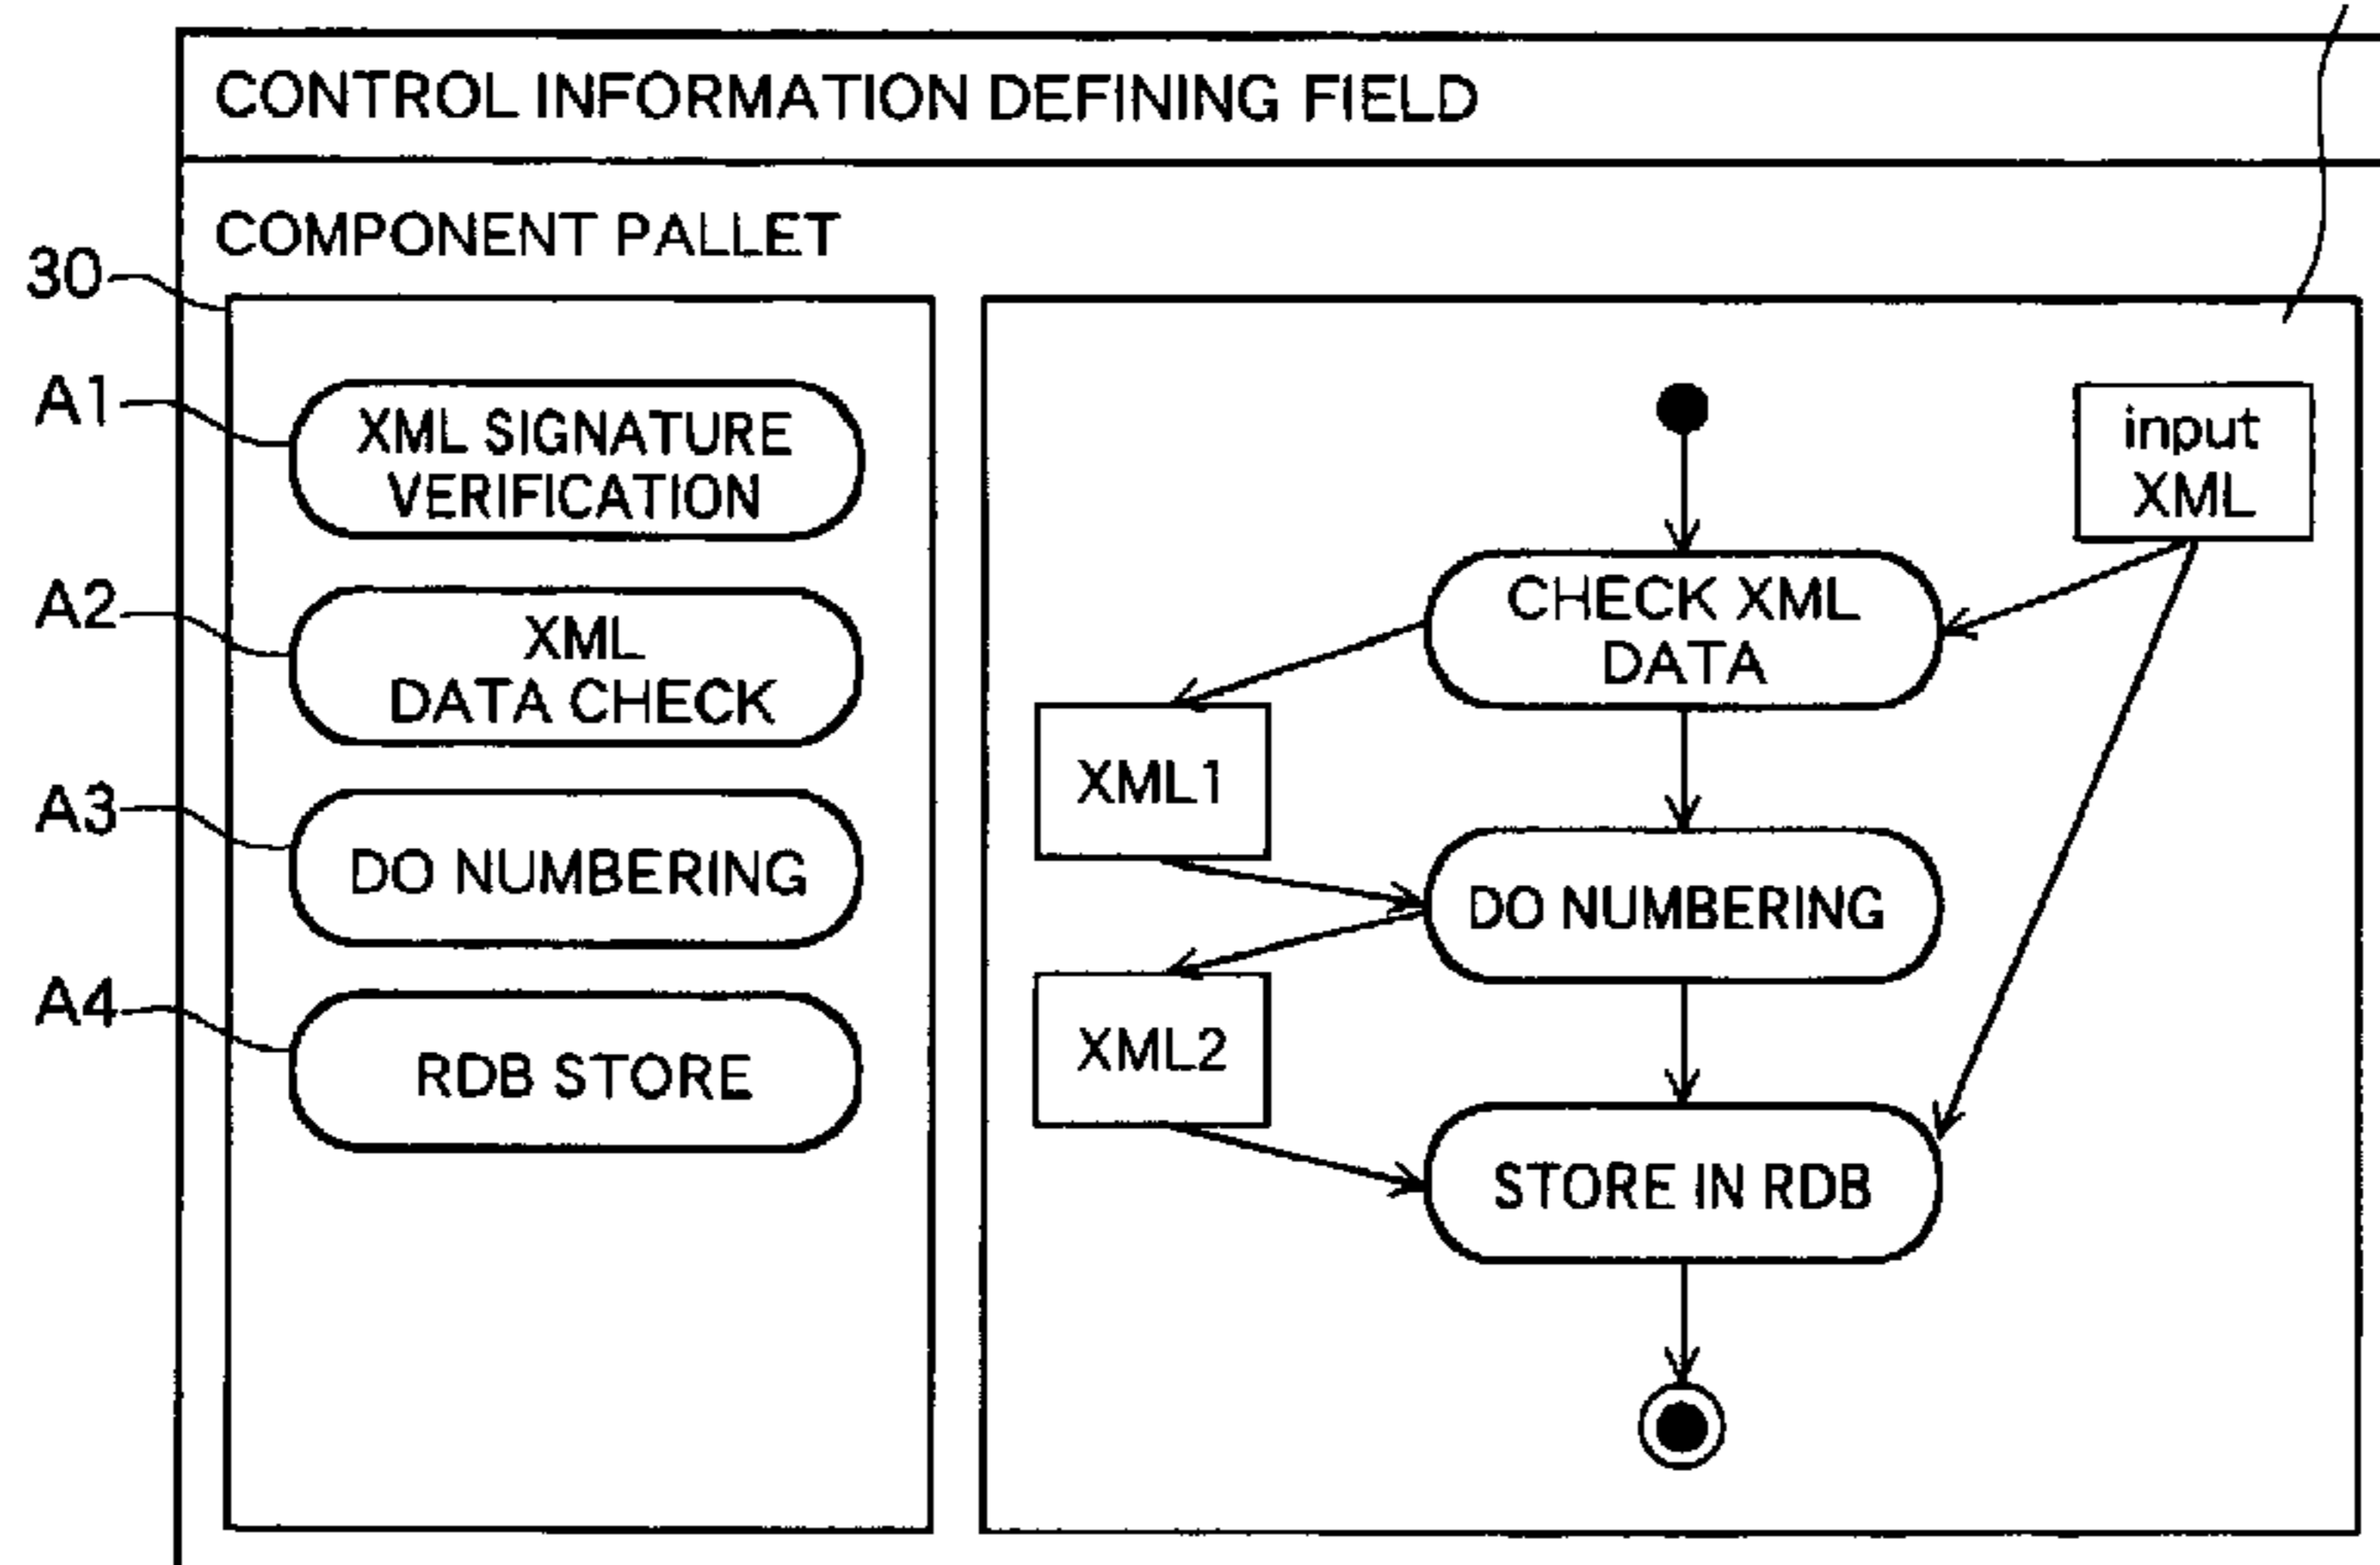 CONTROL INFORMATION DEFINING FIELD
COMPONENT PALLET
30
A1
XML SIGNATURE
VERIFICATION
A2
XML
DATA CHECK
A3
DO NUMBERING
A4
RDB STORE
input
XML
CHECK XML
DATA
XML1
DO NUMBERING
XML2
STORE IN RDB